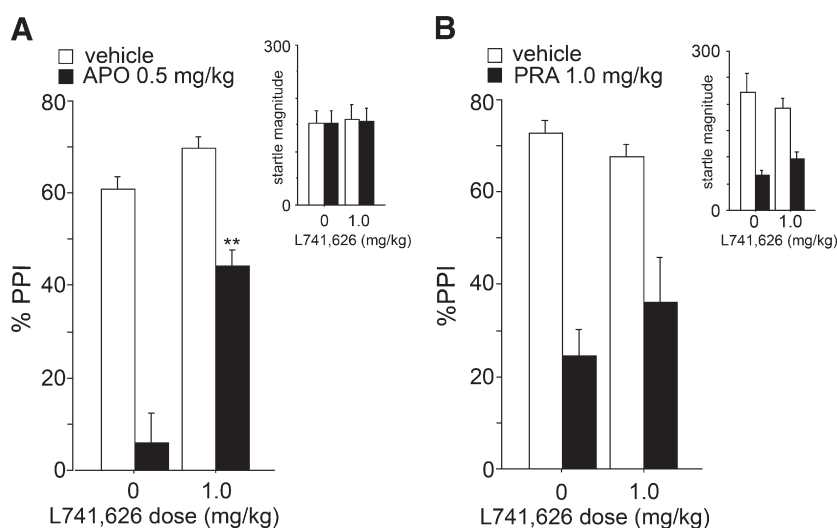 A
vehicle
APO 0.5 mg/kg
80
60
40
20
0
% PPI
**
0 1.0
L741,626 dose (mg/kg)
300
0
startle magnitude
0 1.0
L741,626 (mg/kg)
B
vehicle
PRA 1.0 mg/kg
80
60
40
20
0
%PPI
0 1.0
L741,626 dose (mg/kg)
300
0
startle magnitude
0 1.0
L741,626 (mg/kg)